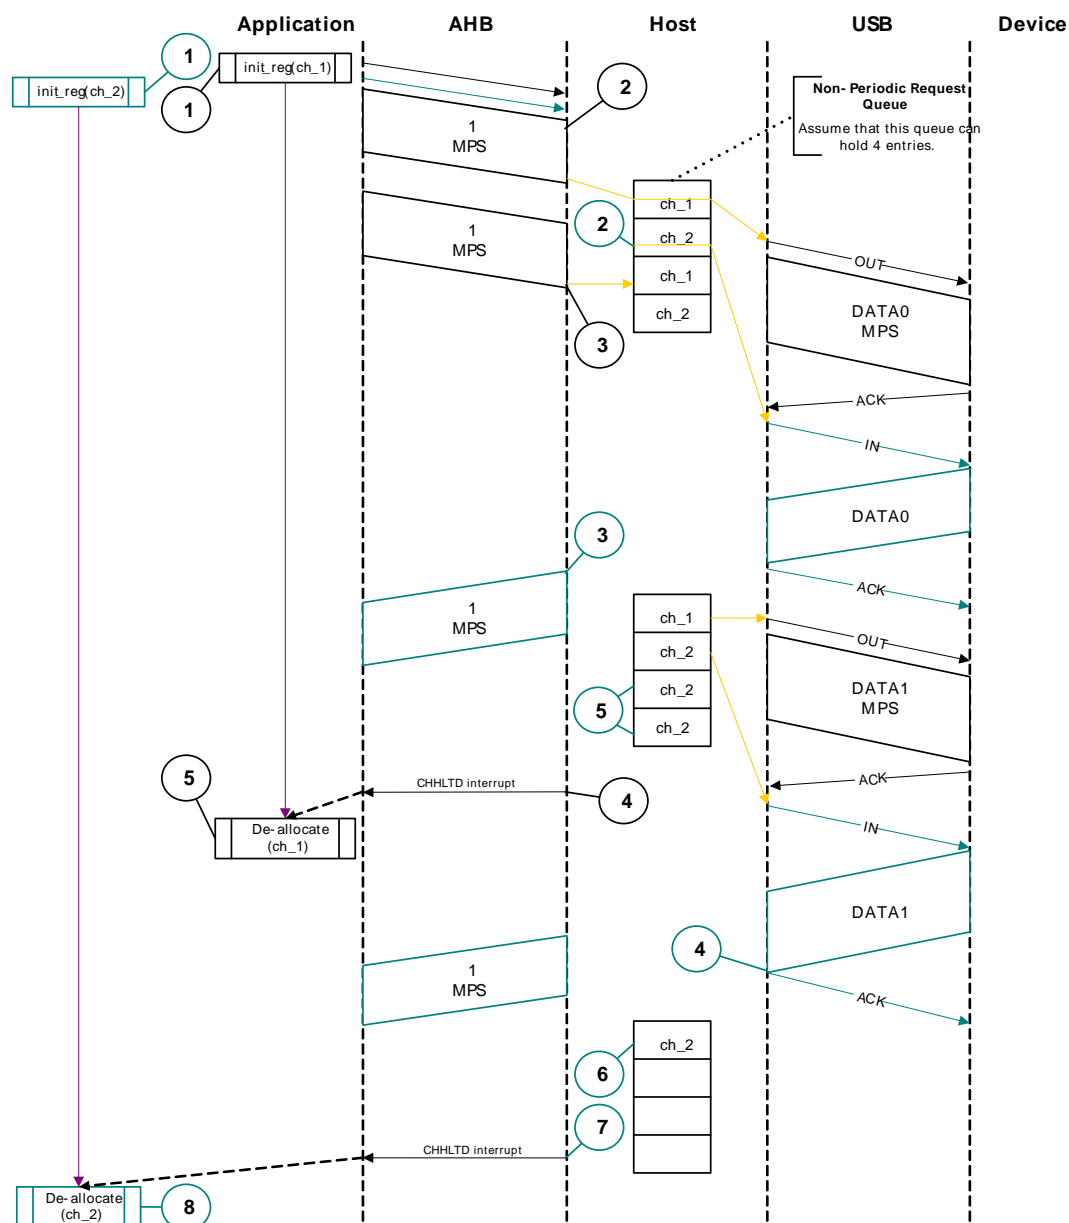 Application
AHB
Host
USB
Device
1
init_reg(ch_1)
init_reg(ch_2)
1
2
Non- Periodic Request
Queue
Assume that this queue can
hold 4 entries.
1
MPS
ch_1
2
ch_2
1
MPS
ch_1
OUT
ch_2
DATA0
MPS
3
ACK
IN
DATA0
3
ACK
1
MPS
ch_1
OUT
ch_2
ch_2
DATA1
MPS
5
ch_2
5
CHHLTD interrupt
4
ACK
De- allocate
(ch_1)
IN
DATA1
4
1
MPS
ACK
ch_2
6
7
CHHLTD interrupt
De- allocate
(ch_2)
8